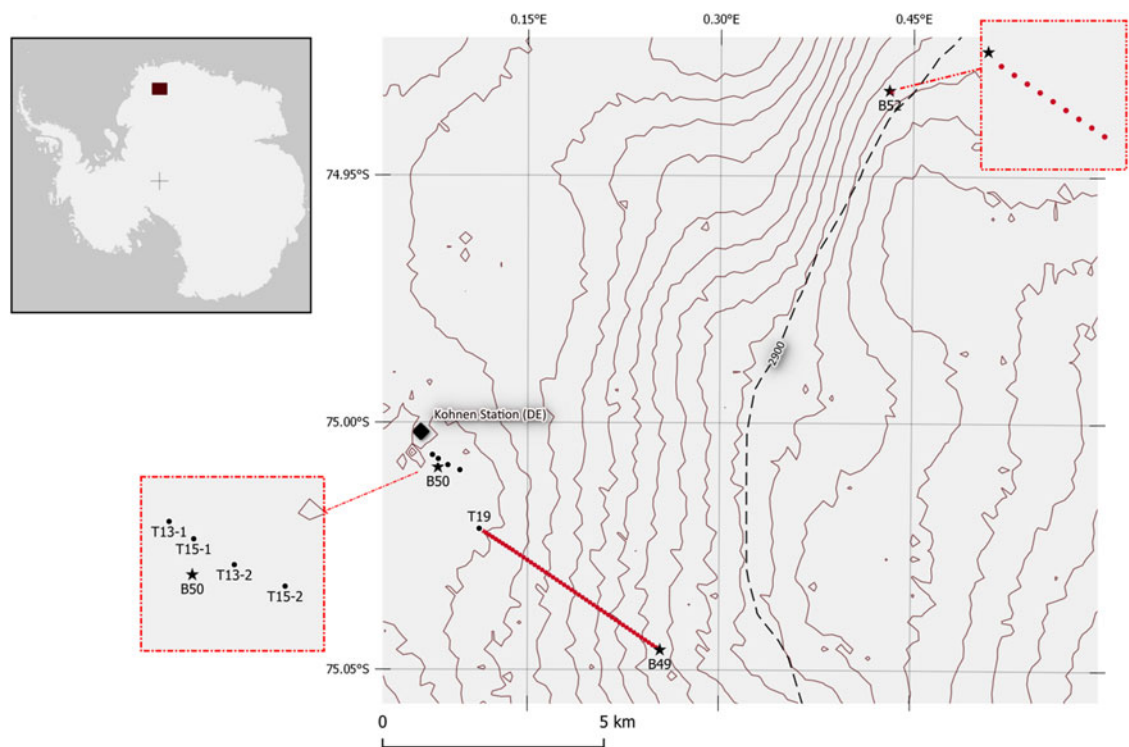 0.15°E
0.30°E
0.45°E
B52
74.95°S
2900
Kohnen Station (DE)
75.00°S
B50
T19
T13-1
T15-1
T13-2
B50
T15-2
B49
75.05°S
0
5 km